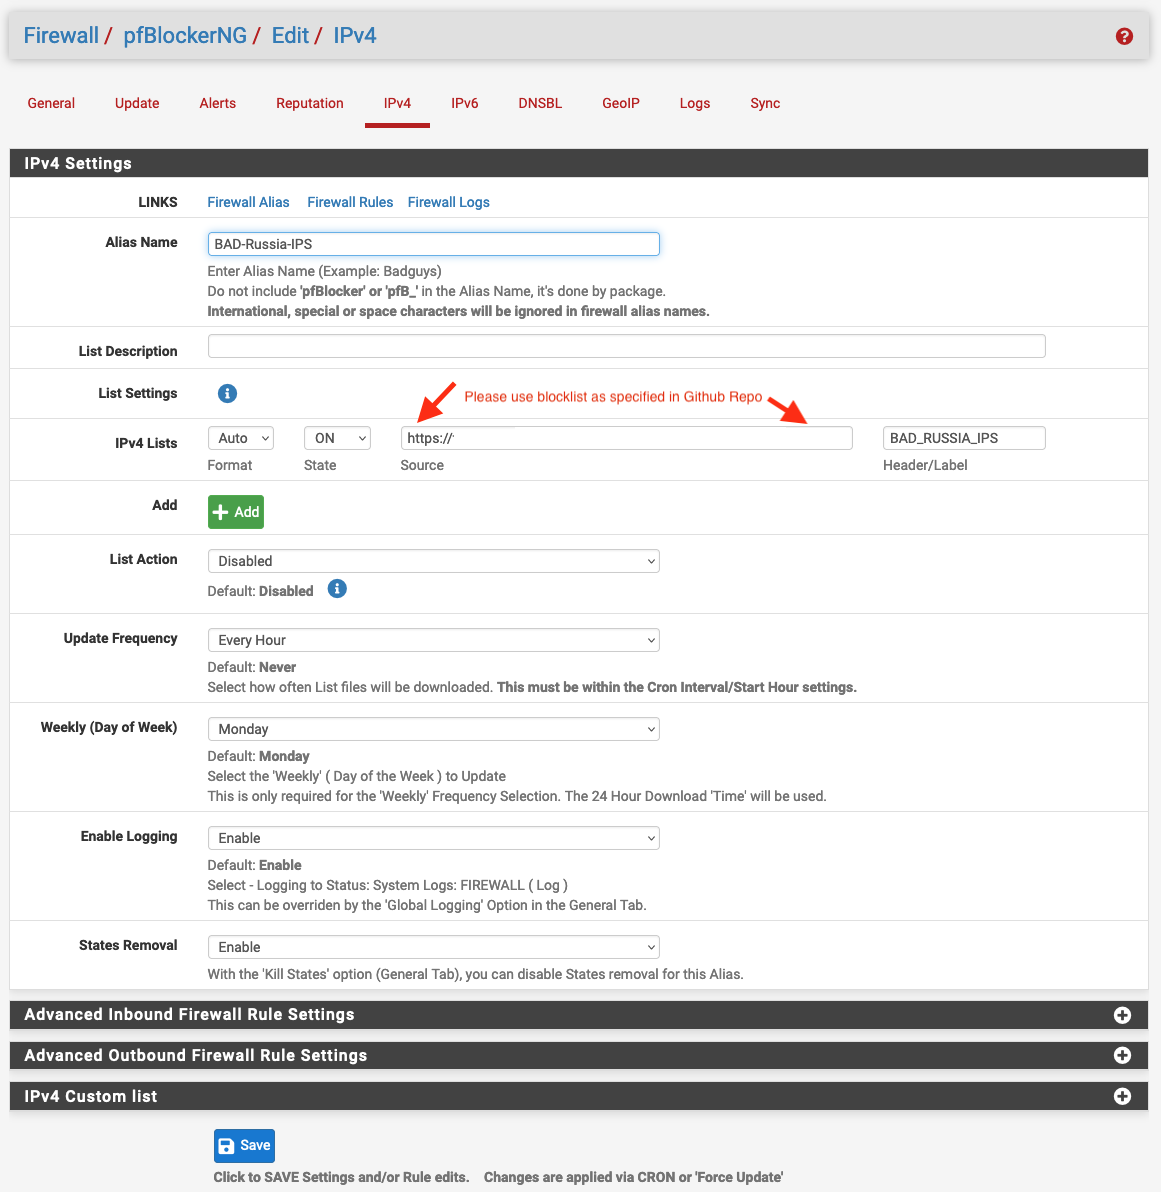 Firewall / pfBlockerNG / Edit / IPv4
General Update Alerts Reputation IPv4 IPv6 DNSBL GeoIP Logs Sync
IPv4 Settings
LINKS Firewall Alias Firewall Rules Firewall Logs
Alias Name BAD-Russia-IPS
Enter Alias Name (Example: Badguys)
Do not include 'pfBlocker' or 'pfB_' in the Alias Name, it's done by package.
International, special or space characters will be ignored in firewall alias names.
List Description
List Settings
Please use blocklist as specified in Github Repo
IPv4 Lists Auto ON https:// BAD_RUSSIA_IPS
Format State Source Header/Label
Add Add
List Action Disabled
Default: Disabled
Update Frequency Every Hour
Default: Never
Select how often List files will be downloaded. This must be within the Cron Interval/Start Hour settings.
Weekly (Day of Week) Monday
Default: Monday
Select the 'Weekly' ( Day of the Week ) to Update
This is only required for the 'Weekly' Frequency Selection. The 24 Hour Download 'Time' will be used.
Enable Logging Enable
Default: Enable
Select - Logging to Status: System Logs: FIREWALL ( Log )
This can be overriden by the 'Global Logging' Option in the General Tab.
States Removal Enable
With the 'Kill States' option (General Tab), you can disable States removal for this Alias.
Advanced Inbound Firewall Rule Settings
Advanced Outbound Firewall Rule Settings
IPv4 Custom list
Save
Click to SAVE Settings and/or Rule edits. Changes are applied via CRON or 'Force Update'